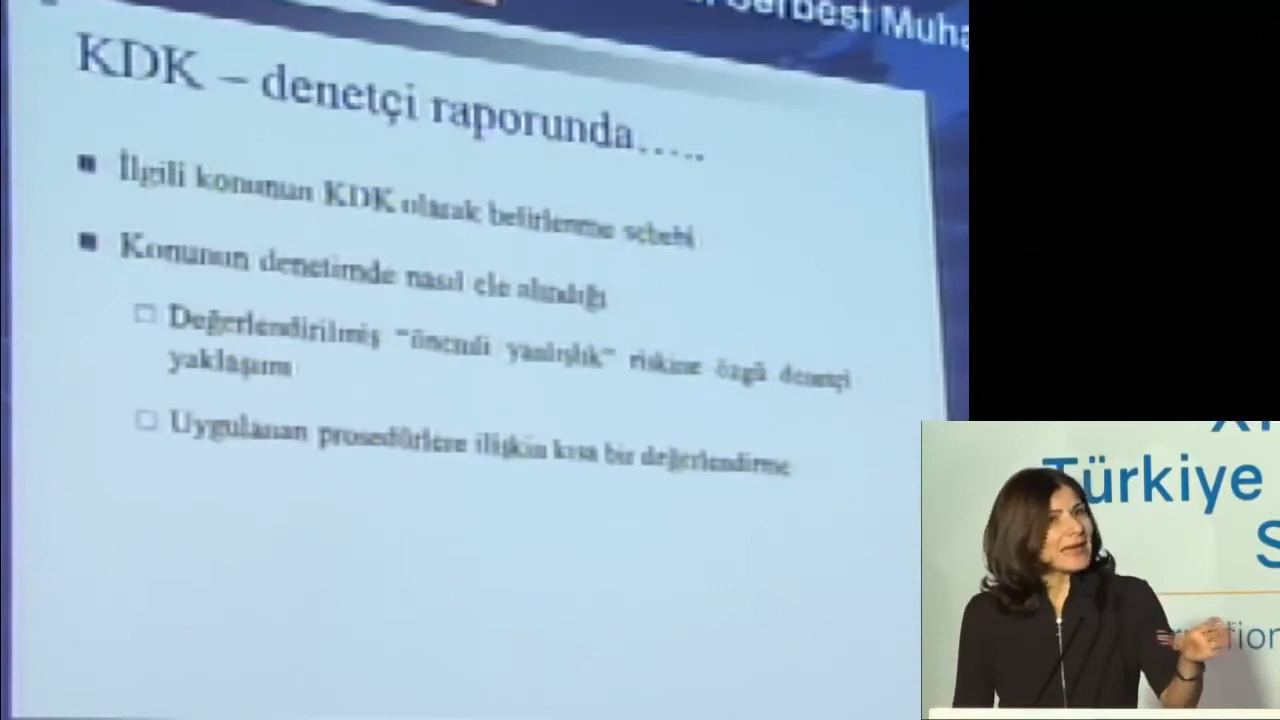 Serbest Muha
KDK – denetçi raporunda…..
İlgili konunun KDK olarak belirlenme sebebi
Konunun denetimde nasıl ele alındığı
Değerlendirilmiş "önemli yanlışlık" riskine özgü denetçi
yaklaşımı
Uygulanan prosedürlere ilişkin kısa bir değerlendirme
Türkiye
S